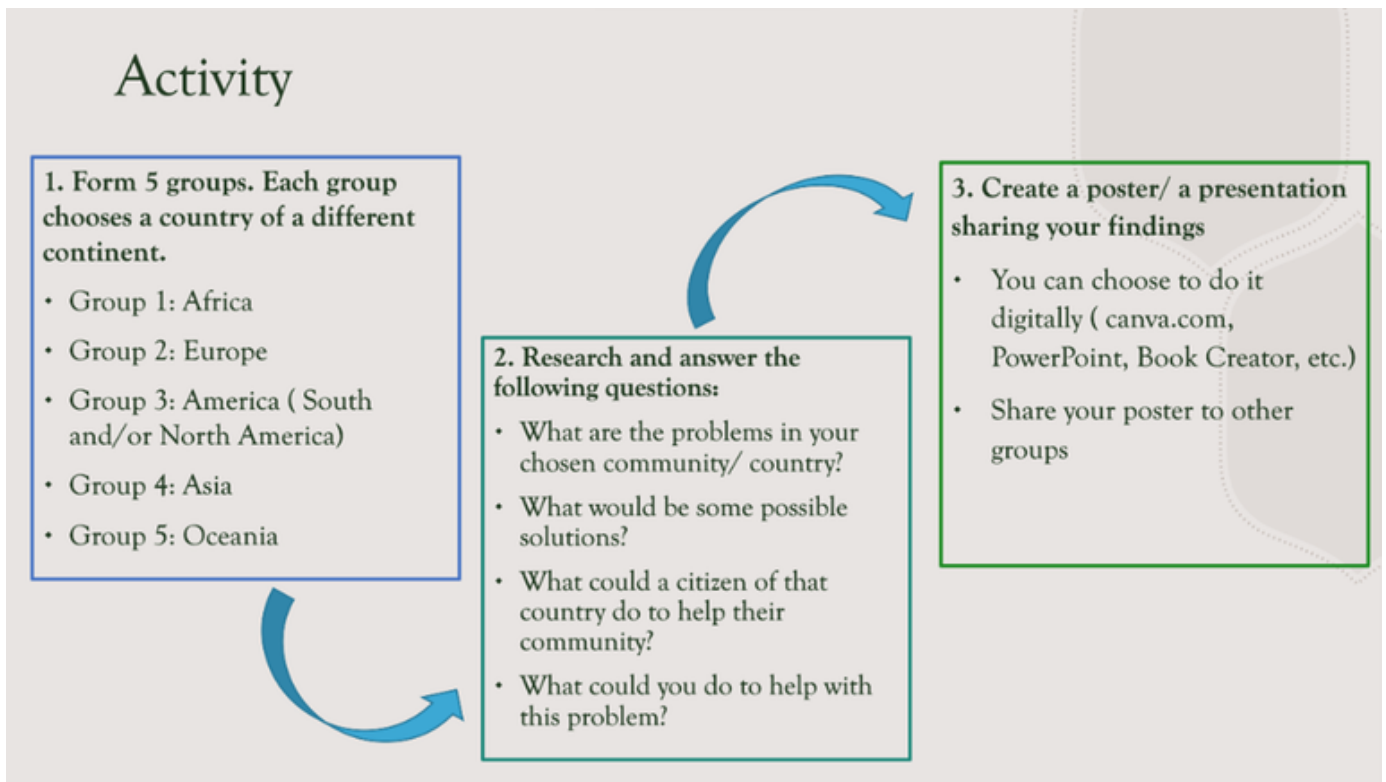 Activity
1. Form 5 groups. Each group
chooses a country of a different
continent.
• Group 1: Africa
• Group 2: Europe
• Group 3: America ( South
and/or North America)
• Group 4: Asia
• Group 5: Oceania
2. Research and answer the
following questions:
• What are the problems in your
chosen community/ country?
• What would be some possible
solutions?
• What could a citizen of that
country do to help their
community?
• What could you do to help with
this problem?
3. Create a poster/ a presentation
sharing your findings
• You can choose to do it
digitally ( canva.com,
PowerPoint, Book Creator, etc.)
• Share your poster to other
groups